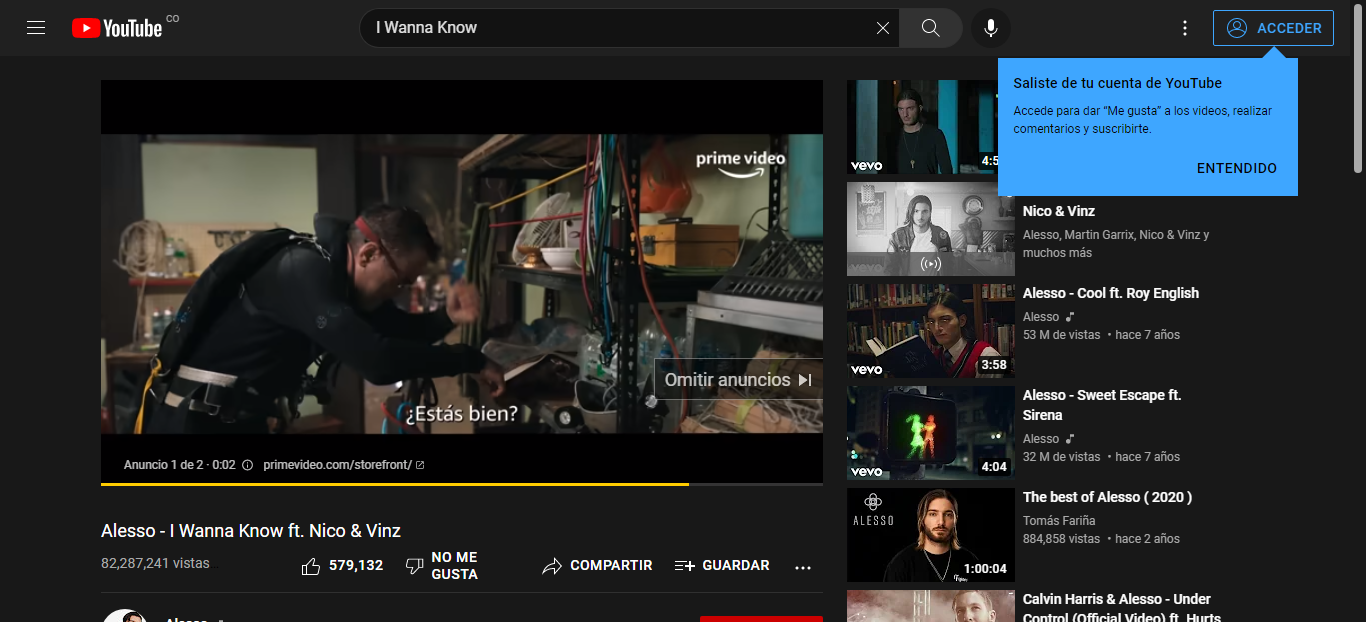 YouTube CO
I Wanna Know
ACCEDER
Saliste de tu cuenta de YouTube
Accede para dar “Me gusta” a los videos, realizar
comentarios y suscribirte.
ENTENDIDO
prime video
Omitir anuncios
¿Estás bien?
Anuncio 1 de 2 · 0:02 primevideo.com/storefront/
Alesso - I Wanna Know ft. Nico & Vinz
82,287,241 vistas
579,132
NO ME
GUSTA
COMPARTIR
GUARDAR
Alesso
vevo
4:5
vevo
Nico & Vinz
Alesso, Martin Garrix, Nico & Vinz y
muchos más
vevo
3:58
Alesso - Cool ft. Roy English
Alesso
53 M de vistas • hace 7 años
vevo
4:04
Alesso - Sweet Escape ft.
Sirena
Alesso
32 M de vistas • hace 7 años
ALESSO
1:00:04
The best of Alesso ( 2020 )
Tomás Fariña
884,858 vistas • hace 2 años
Calvin Harris & Alesso - Under
Control (Official Video) ft. Hurts